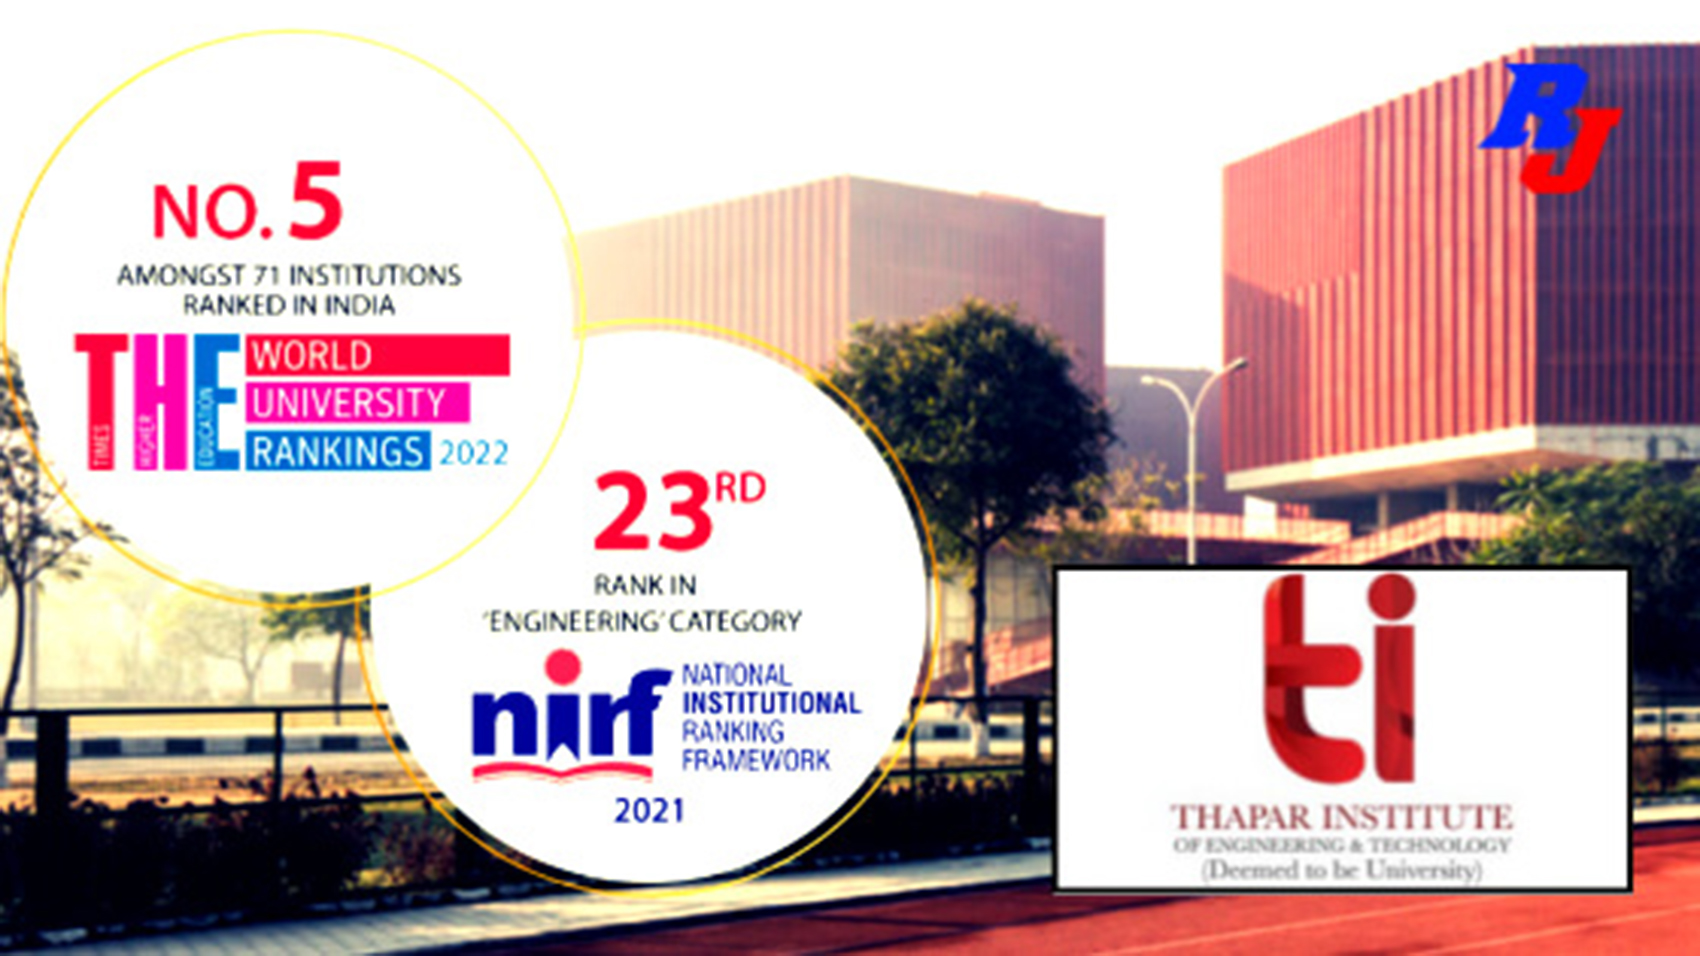 NO. 5
AMONGST 71 INSTITUTIONS
RANKED IN INDIA
THE
TIMES
HIGHER
EDUCATION
WORLD
UNIVERSITY
RANKINGS 2022
23RD
RANK IN
'ENGINEERING' CATEGORY
nirf
NATIONAL
INSTITUTIONAL
RANKING
FRAMEWORK
2021
RJ
ti
THAPAR INSTITUTE
OF ENGINEERING & TECHNOLOGY
(Deemed to be University)